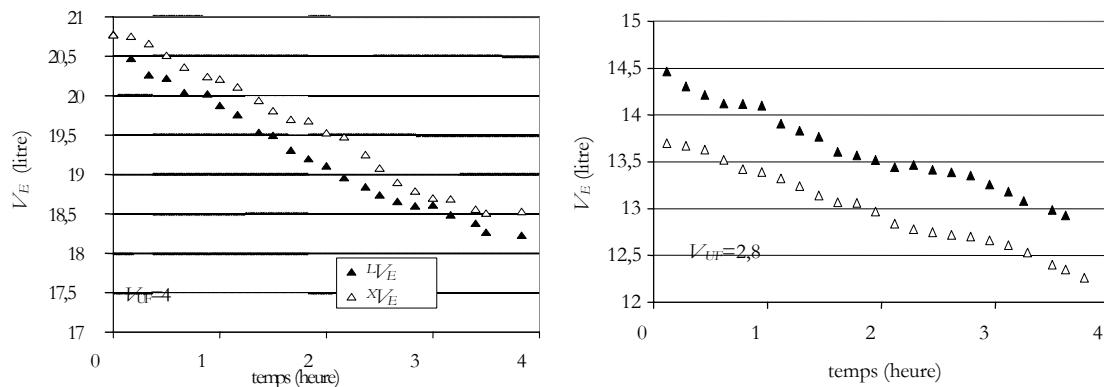 21
20,5
20
19,5
19
18,5
18
17,5
17
V_E (litre)
V_UF=4
▲ ^L V_E
△ ^X V_E
0 1 2 3 4
temps (heure)
15
14,5
14
13,5
13
12,5
12
V_E (litre)
V_UF=2,8
0 1 2 3 4
temps (heure)